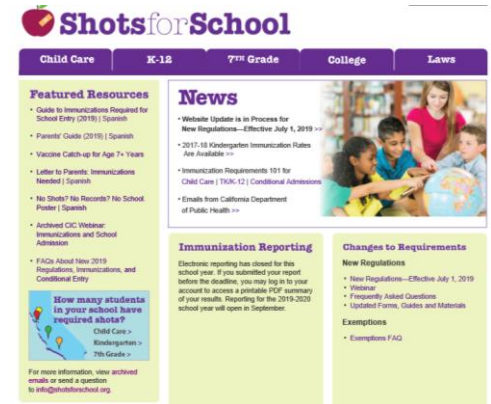 ShotsforSchool
Child Care
K-12
7TH Grade
College
Laws
Featured Resources
• Guide to Immunizations Required for
School Entry (2019) | Spanish
• Parents' Guide (2019) | Spanish
• Vaccine Catch-up for Age 7+ Years
• Letter to Parents: Immunizations
Needed | Spanish
• No Shots? No Records? No School.
Poster | Spanish
• Archived CIC Webinar:
Immunizations and School
Admission
• FAQs About New 2019
Regulations, Immunizations, and
Conditional Entry
How many students
in your school have
required shots?
Child Care >
Kindergarten >
7th Grade >
For more information, view archived
emails or send a question
to info@shotsforschool.org.
News
• Website Update is in Process for
New Regulations—Effective July 1, 2019 >>
• 2017-18 Kindergarten Immunization Rates
Are Available >>
• Immunization Requirements 101 for
Child Care | TK/K-12 | Conditional Admissions
• Emails from California Department
of Public Health >>
Immunization Reporting
Electronic reporting has closed for this
school year. If you submitted your report
before the deadline, you may log in to your
account to access a printable PDF summary
of your results. Reporting for the 2019-2020
school year will open in September.
Changes to Requirements
New Regulations
• New Regulations—Effective July 1, 2019
• Webinar
• Frequently Asked Questions
• Updated Forms, Guides and Materials
Exemptions
• Exemptions FAQ